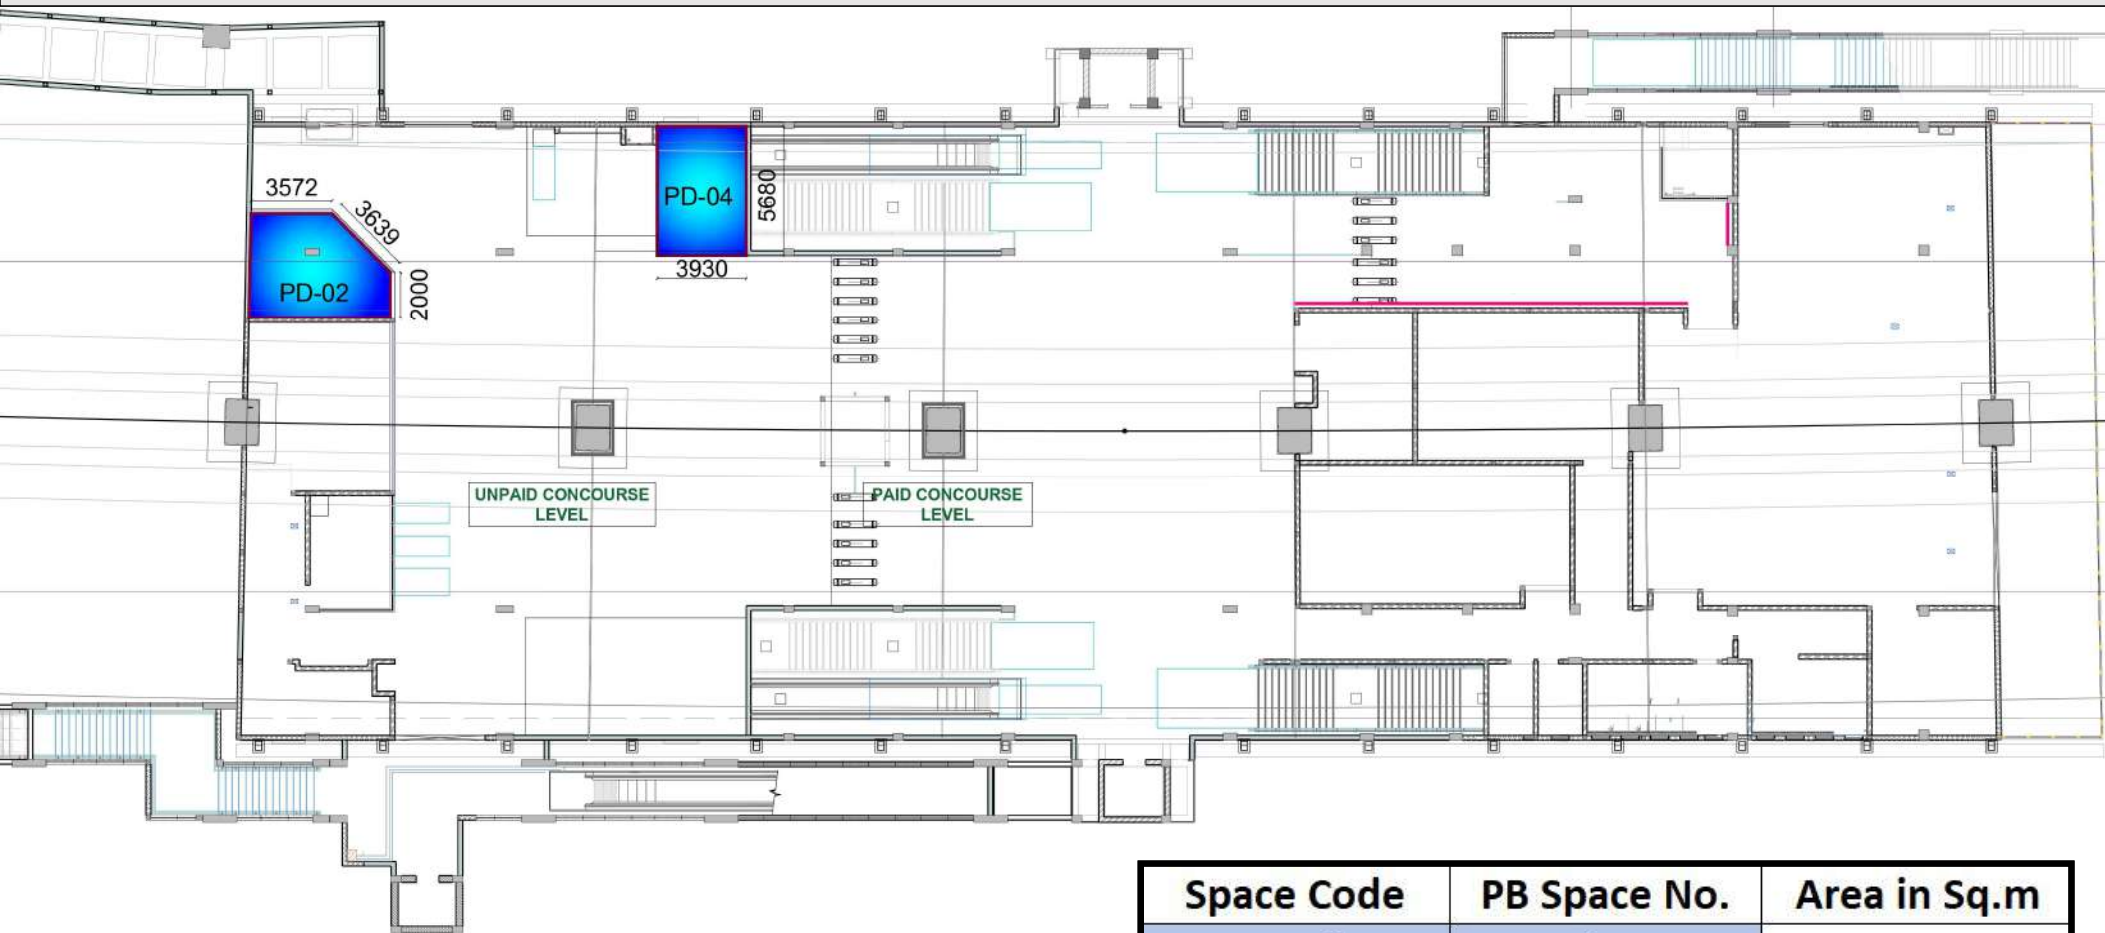 3572
3639
2000
PD-02
PD-04
5680
3930
UNPAID CONCOURSE
LEVEL
PAID CONCOURSE
LEVEL
Space Code PB Space No. Area in Sq.m